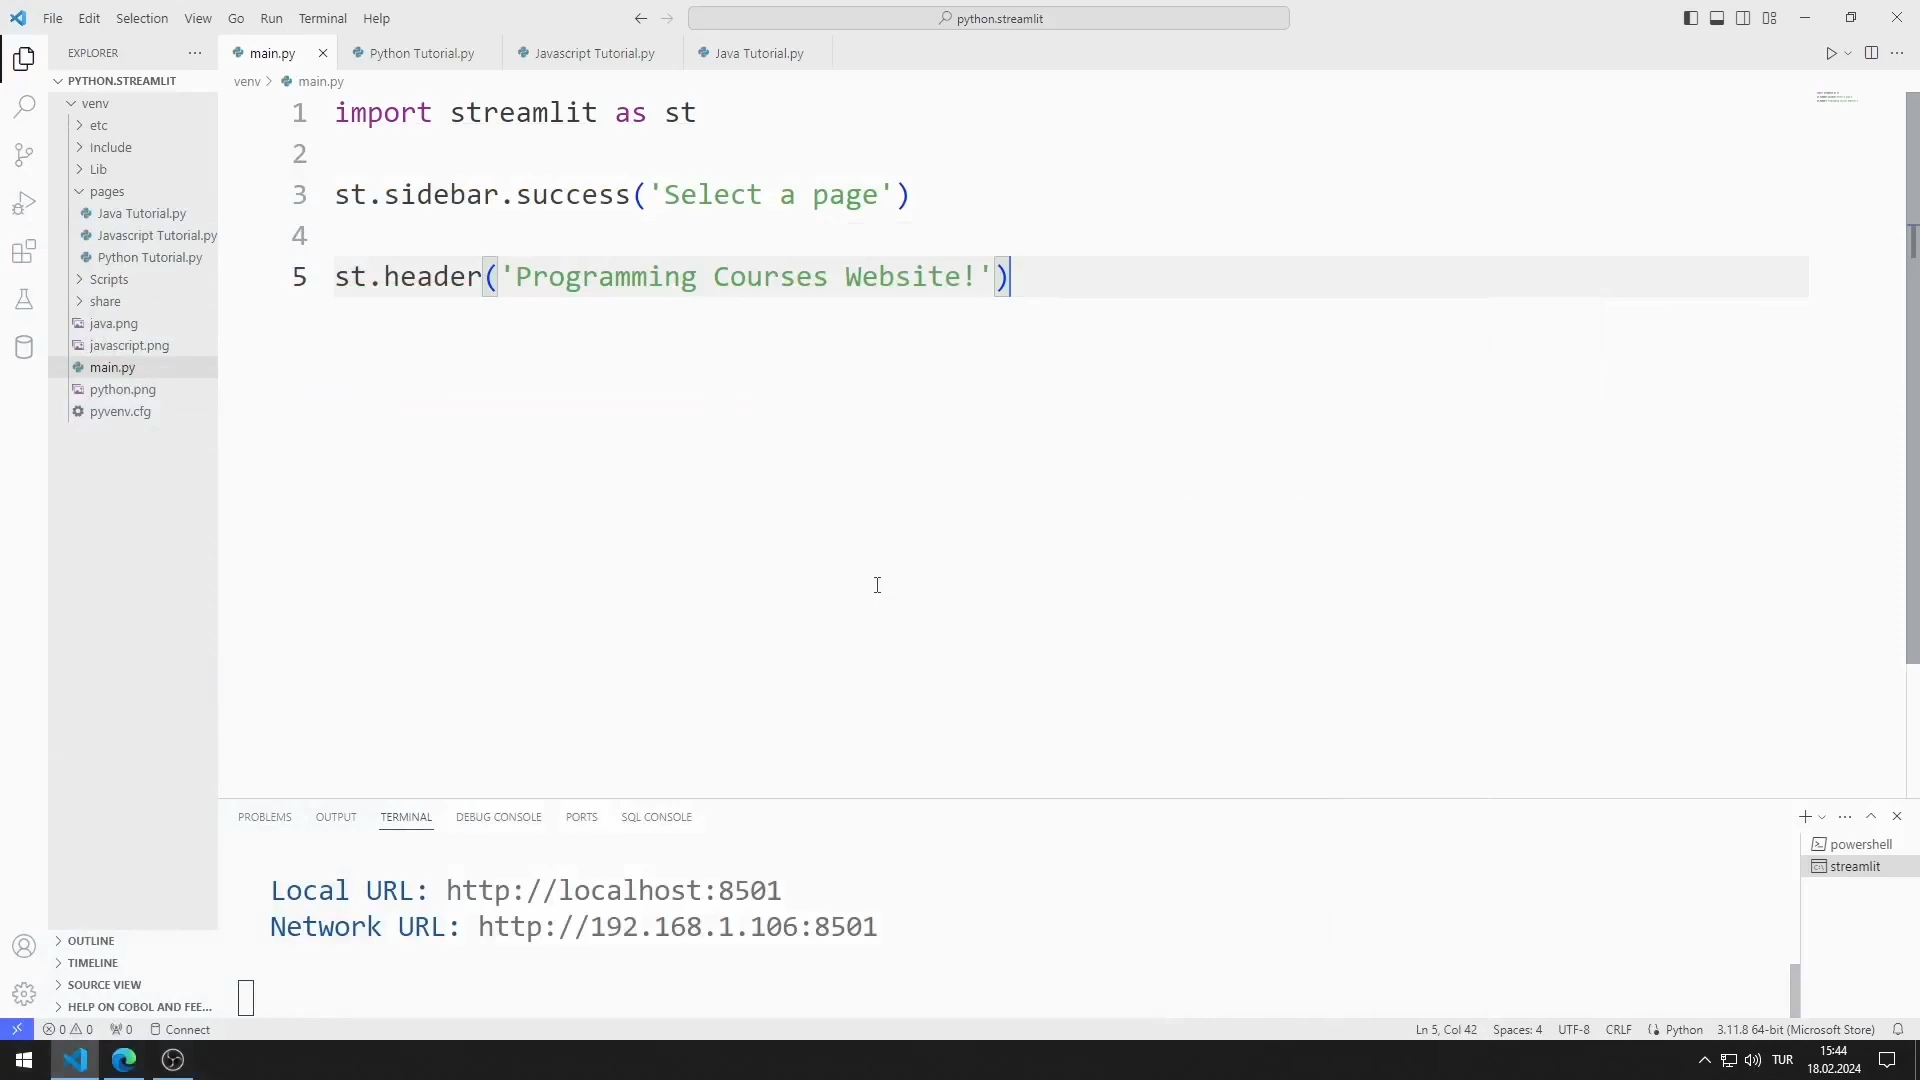 File Edit Selection View Go Run Terminal Help
python.streamlit
EXPLORER
main.py
Python Tutorial.py
Javascript Tutorial.py
Java Tutorial.py
PYTHON.STREAMLIT
venv
etc
Include
Lib
pages
Java Tutorial.py
Javascript Tutorial.py
Python Tutorial.py
Scripts
share
java.png
javascript.png
main.py
python.png
pyvenv.cfg
OUTLINE
TIMELINE
SOURCE VIEW
HELP ON COBOL AND FEE...
venv > main.py
1 import streamlit as st
2
3 st.sidebar.success('Select a page')
4
5 st.header('Programming Courses Website!')
PROBLEMS OUTPUT TERMINAL DEBUG CONSOLE PORTS SQL CONSOLE
Local URL: http://localhost:8501
Network URL: http://192.168.1.106:8501
powershell
streamlit
0 0 0 Connect
Ln 5, Col 42 Spaces: 4 UTF-8 CRLF Python 3.11.8 64-bit (Microsoft Store)
TUR
15:44
18.02.2024